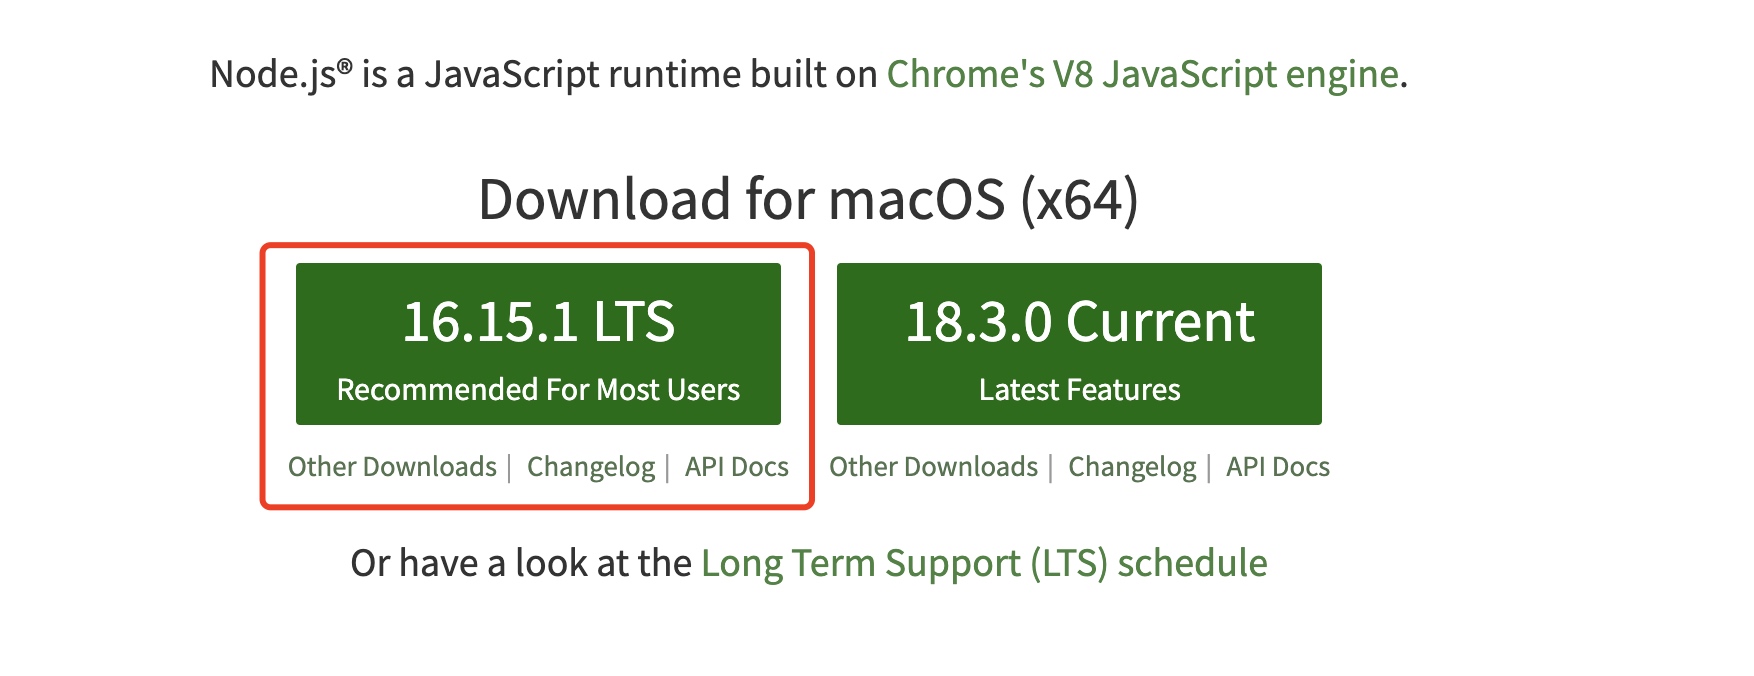 Node.js® is a JavaScript runtime built on Chrome's V8 JavaScript engine.
Download for macOS (x64)
16.15.1 LTS
Recommended For Most Users
Other Downloads | Changelog | API Docs
18.3.0 Current
Latest Features
Other Downloads | Changelog | API Docs
Or have a look at the Long Term Support (LTS) schedule